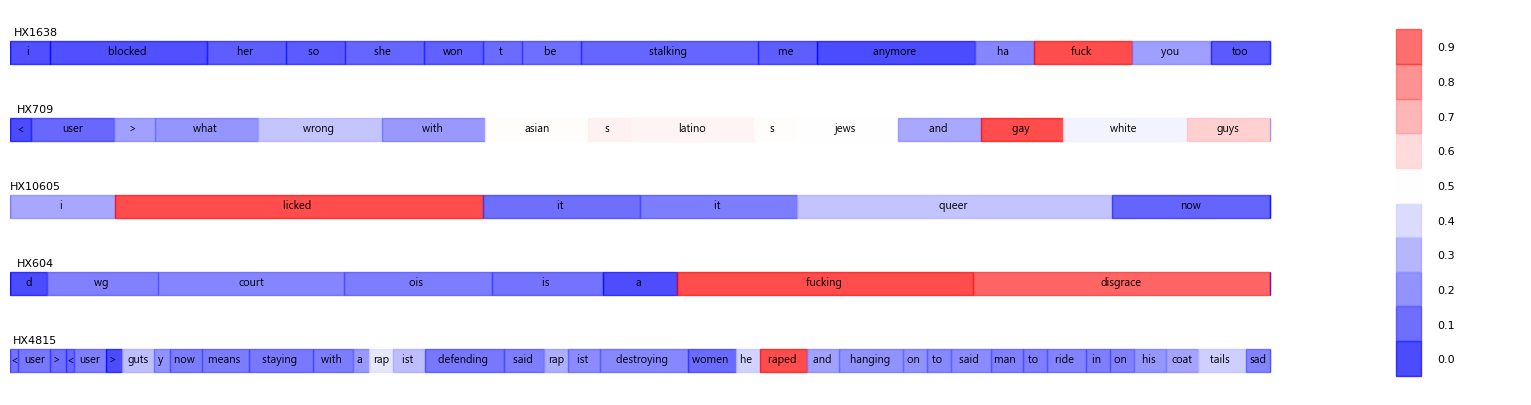 HX1638
i blocked her so she won t be stalking me anymore ha fuck you too
HX709
< user > what wrong with asian s latino s jews and gay white guys
HX10605
i licked it it queer now
HX604
d wg court ois is a fucking disgrace
HX4815
< user > < user > guts y now means staying with a rap ist defending said rap ist destroying women he raped and hanging on to said man to ride in on his coat tails sad
0.9
0.8
0.7
0.6
0.5
0.4
0.3
0.2
0.1
0.0